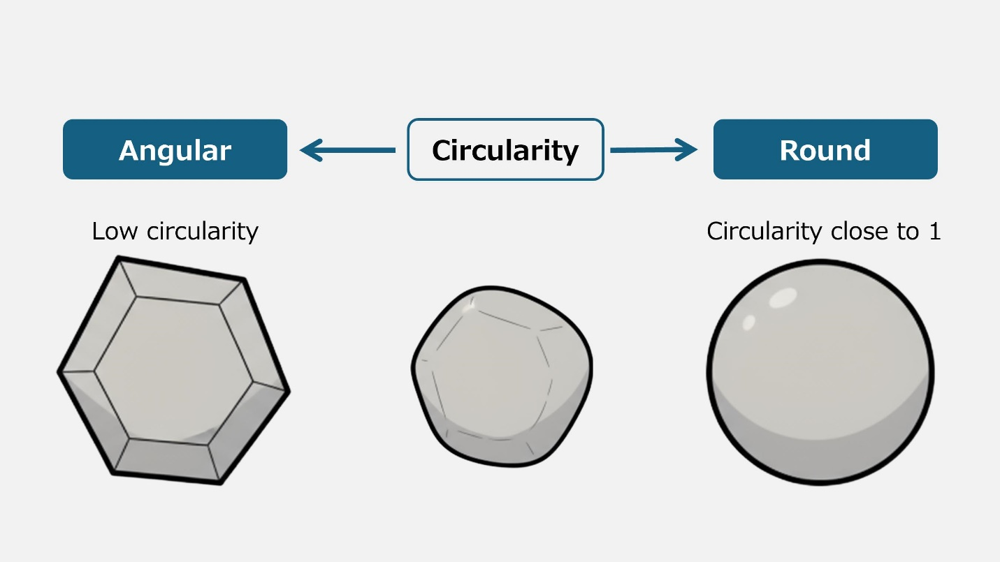 Angular
Circularity
Round
Low circularity
Circularity close to 1